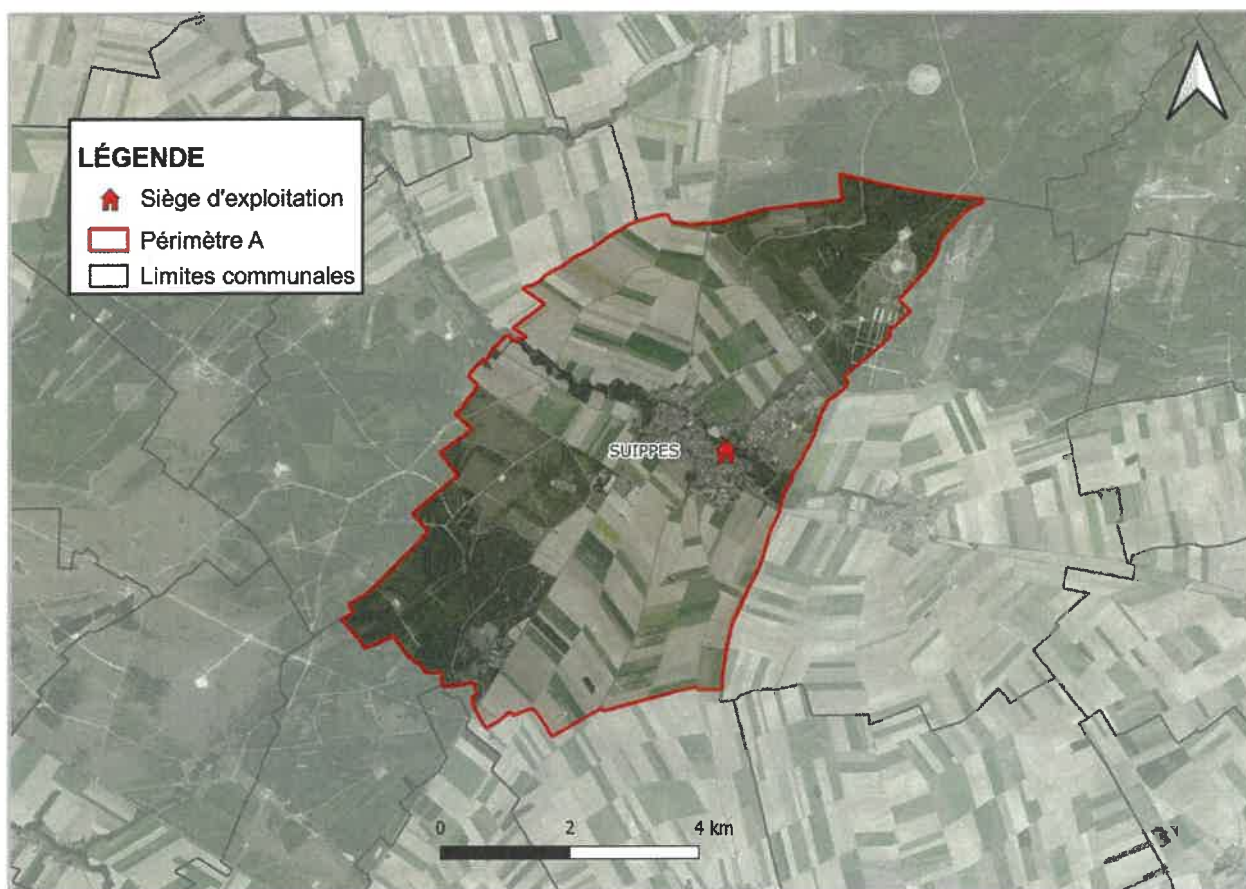 LÉGENDE
Siège d'exploitation
Périmètre A
Limites communales
SUIPPES
0 2 4 km